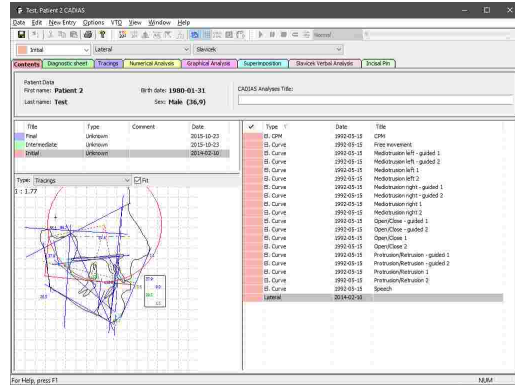 Test, Patient 2 CADIAS
Data Edit New Entry Options VTO View Window Help
Normal
Initial Lateral Slavicek
Contents Diagnostic sheet Tracings Numerical Analysis Graphical Analysis Superimposition Slavicek Verbal Analysis Incisal Pen
Patient Data
First name: Patient 2 Birth date: 1980-01-31
Last name: Test Sex: Male (36,9)
CADIAS Analyses Title:
Title Type Comment Date
Final Unknown 2015-10-23
Intermediate Unknown 2015-10-23
Initial Unknown 2014-02-10
Type: Tracings Fit
1 : 1.77
Type Date Title
El. CPM 1992-05-15 CPM
El. Curve 1992-05-15 Free movement
El. Curve 1992-05-15 Mediotrusion left - guided 1
El. Curve 1992-05-15 Mediotrusion left - guided 2
El. Curve 1992-05-15 Mediotrusion left 1
El. Curve 1992-05-15 Mediotrusion left 2
El. Curve 1992-05-15 Mediotrusion right - guided 1
El. Curve 1992-05-15 Mediotrusion right - guided 2
El. Curve 1992-05-15 Mediotrusion right 1
El. Curve 1992-05-15 Mediotrusion right 2
El. Curve 1992-05-15 Open/Close - guided 1
El. Curve 1992-05-15 Open/Close - guided 2
El. Curve 1992-05-15 Open/Close 1
El. Curve 1992-05-15 Open/Close 2
El. Curve 1992-05-15 Protrusion/Retrusion - guided 1
El. Curve 1992-05-15 Protrusion/Retrusion - guided 2
El. Curve 1992-05-15 Protrusion/Retrusion 1
El. Curve 1992-05-15 Protrusion/Retrusion 2
El. Curve 1992-05-15 Speech
Lateral 2014-02-10
For Help, press F1 NUM